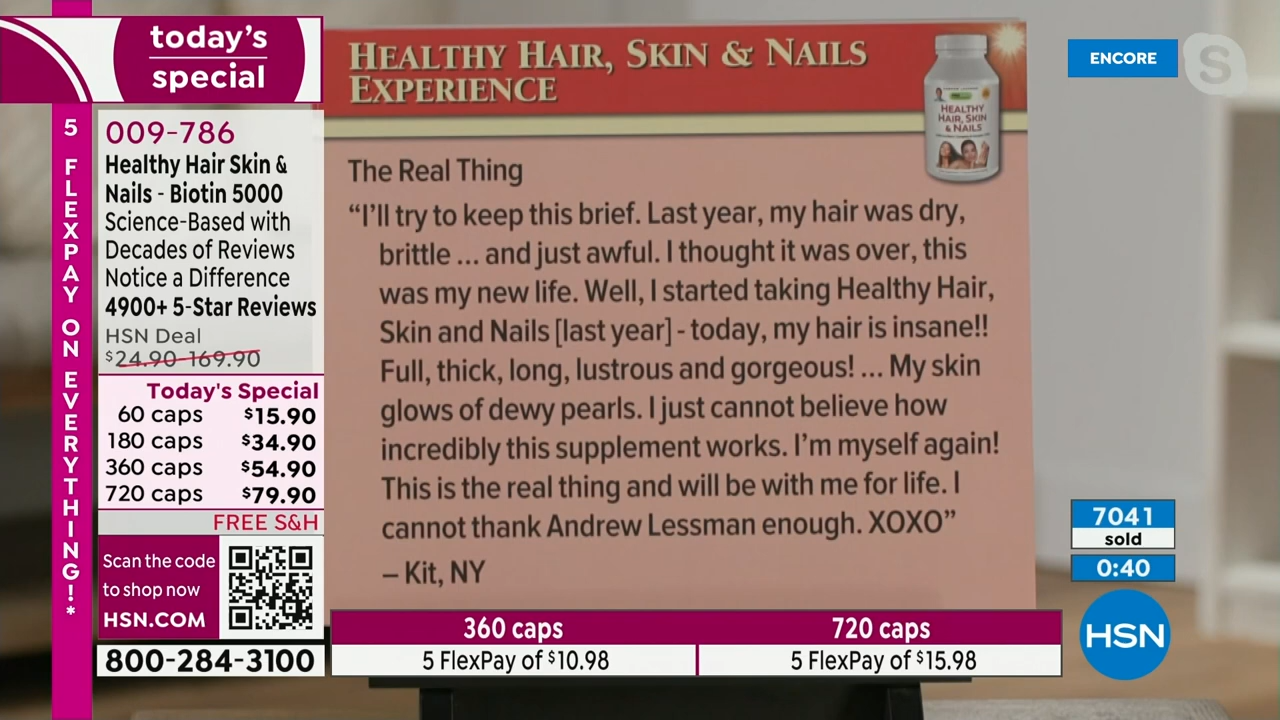 today's
special
5 FLEXPAY ON EVERYTHING!*
009-786
Healthy Hair Skin &
Nails - Biotin 5000
Science-Based with
Decades of Reviews
Notice a Difference
4900+ 5-Star Reviews
HSN Deal
$24.90-169.90
Today's Special
60 caps $15.90
180 caps $34.90
360 caps $54.90
720 caps $79.90
FREE S&H
Scan the code
to shop now
HSN.COM
800-284-3100
HEALTHY HAIR, SKIN & NAILS
EXPERIENCE
HEALTHY
HAIR, SKIN
& NAILS
The Real Thing
“I’ll try to keep this brief. Last year, my hair was dry,
brittle ... and just awful. I thought it was over, this
was my new life. Well, I started taking Healthy Hair,
Skin and Nails [last year] - today, my hair is insane!!
Full, thick, long, lustrous and gorgeous! ... My skin
glows of dewy pearls. I just cannot believe how
incredibly this supplement works. I’m myself again!
This is the real thing and will be with me for life. I
cannot thank Andrew Lessman enough. XOXO”
– Kit, NY
360 caps
5 FlexPay of $10.98
720 caps
5 FlexPay of $15.98
ENCORE
S
7041
sold
0:40
HSN